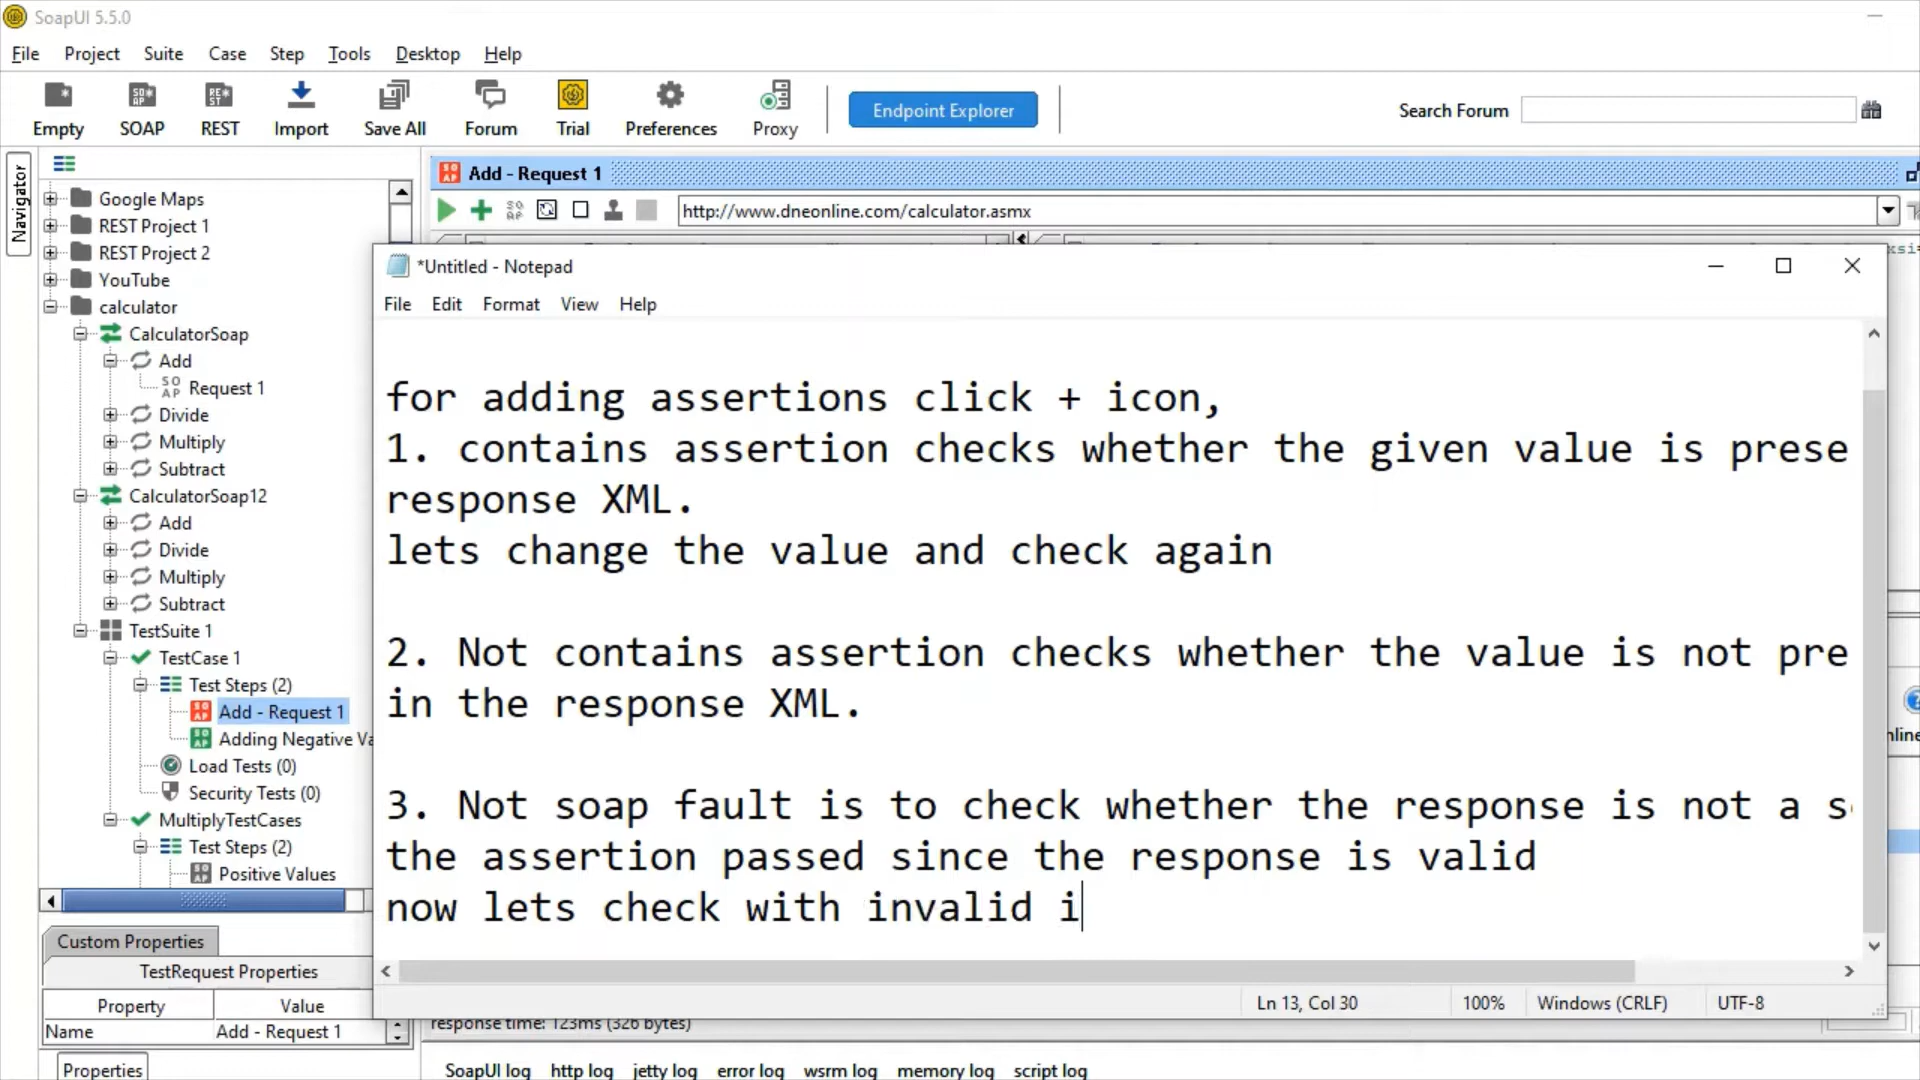 SoapUI 5.5.0
File Project Suite Case Step Tools Desktop Help
Empty SOAP REST Import Save All Forum Trial Preferences Proxy Endpoint Explorer Search Forum
Navigator
Google Maps
REST Project 1
REST Project 2
YouTube
calculator
CalculatorSoap
Add
Request 1
Divide
Multiply
Subtract
CalculatorSoap12
Add
Divide
Multiply
Subtract
TestSuite 1
TestCase 1
Test Steps (2)
Add - Request 1
Adding Negative Va
Load Tests (0)
Security Tests (0)
MultiplyTestCases
Test Steps (2)
Positive Values
Custom Properties
TestRequest Properties
Property Value
Name Add - Request 1
Properties
Add - Request 1
http://www.dneonline.com/calculator.asmx
*Untitled - Notepad
File Edit Format View Help
for adding assertions click + icon,
1. contains assertion checks whether the given value is prese
response XML.
lets change the value and check again
2. Not contains assertion checks whether the value is not pre
in the response XML.
3. Not soap fault is to check whether the response is not a s
the assertion passed since the response is valid
now lets check with invalid i
Ln 13, Col 30 100% Windows (CRLF) UTF-8
response time: 123ms (326 bytes)
SoapUI log http log jetty log error log wsrm log memory log script log